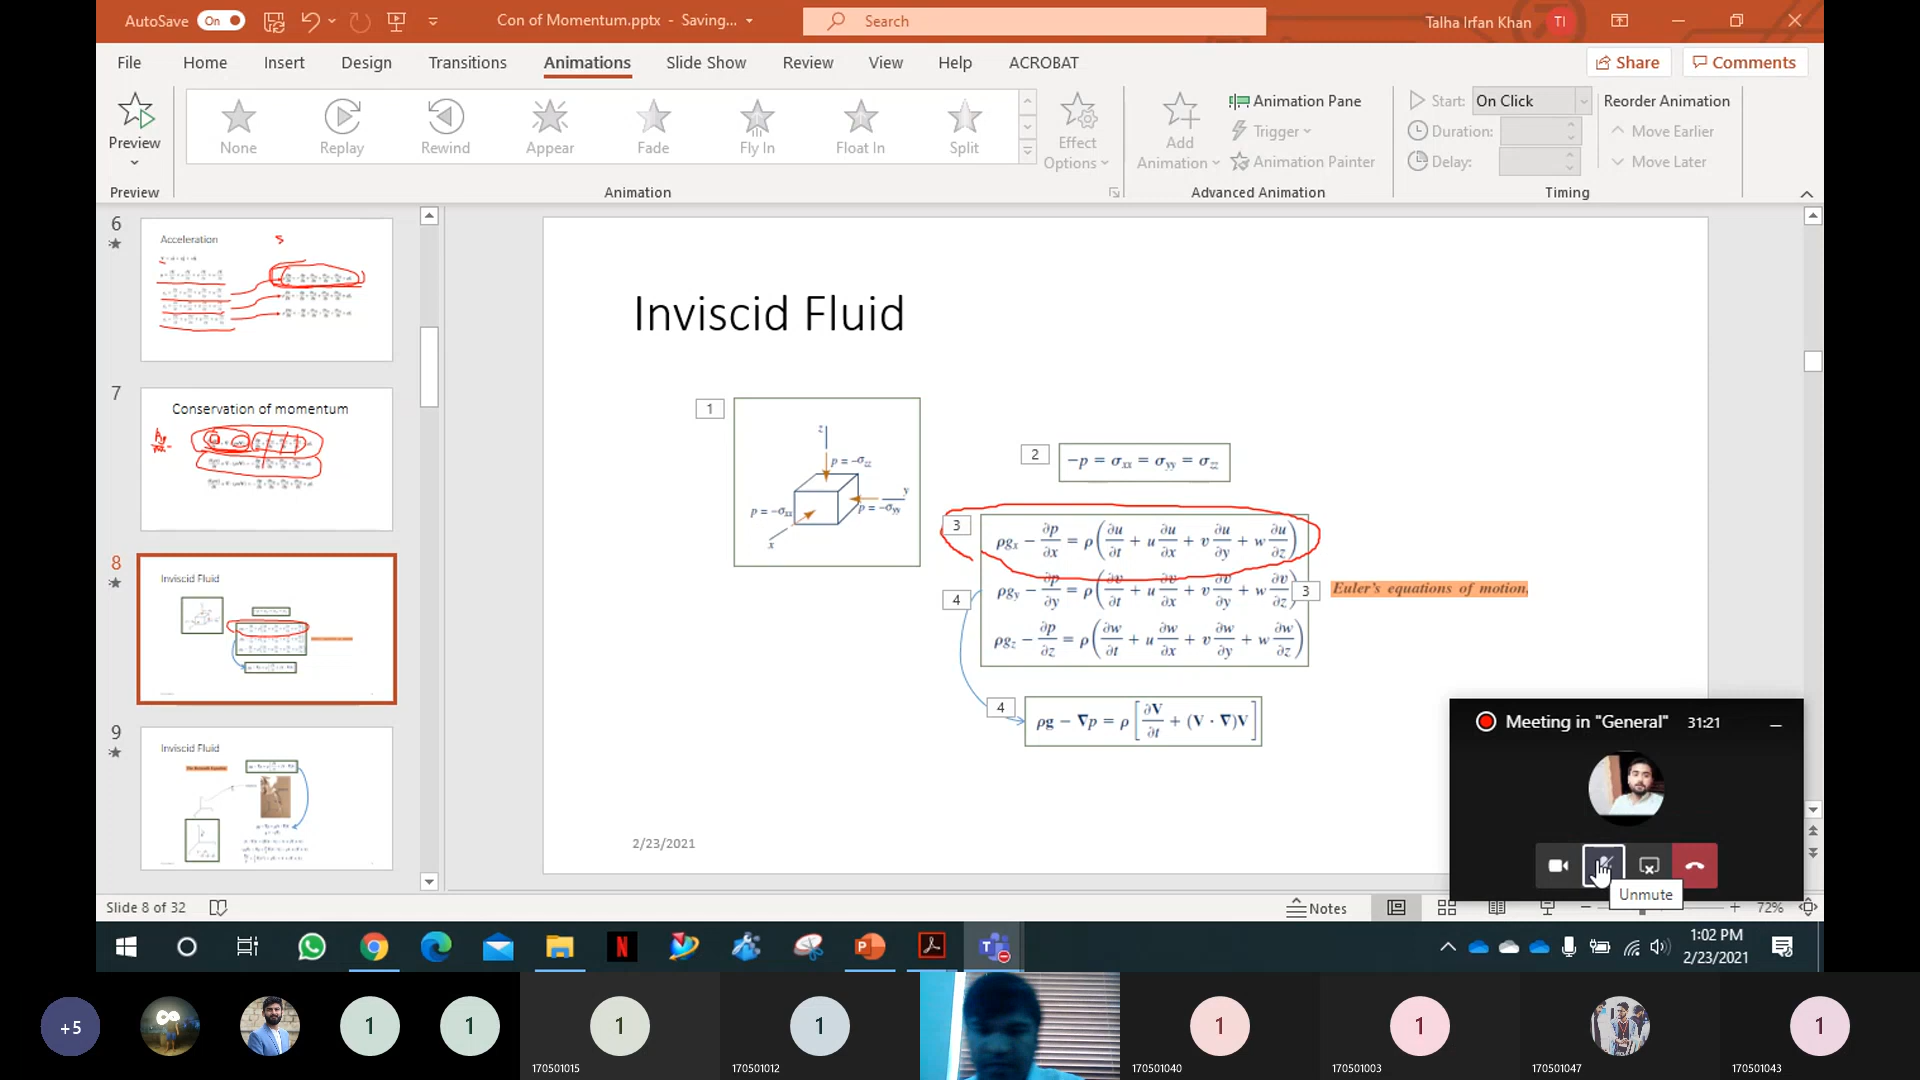 AutoSave On Con of Momentum.pptx - Saving... Search Talha Irfan Khan TI
File Home Insert Design Transitions Animations Slide Show Review View Help ACROBAT Share Comments
Preview
None Replay Rewind Appear Fade Fly In Float In Split
Effect Options
Add Animation
Animation Pane
Trigger
Animation Painter
Start: On Click
Duration:
Delay:
Reorder Animation
Move Earlier
Move Later
Preview Animation Advanced Animation Timing
6
Acceleration
7
Conservation of momentum
8
Inviscid Fluid
9
Inviscid Fluid
Inviscid Fluid
1
z
p = −σzz
y
p = −σxx
p = −σyy
x
2
−p = σxx = σyy = σzz
3
ρgx − ∂p/∂x = ρ(∂u/∂t + u ∂u/∂x + v ∂u/∂y + w ∂u/∂z)
4
ρgy − ∂p/∂y = ρ(∂v/∂t + u ∂v/∂x + v ∂v/∂y + w ∂v/∂z)
3
Euler's equations of motion,
ρgz − ∂p/∂z = ρ(∂w/∂t + u ∂w/∂x + v ∂w/∂y + w ∂w/∂z)
4
ρg − ∇p = ρ[∂V/∂t + (V · ∇)V]
2/23/2021
Meeting in "General" 31:21
Unmute
Slide 8 of 32 Notes 72%
1:02 PM
2/23/2021
+5 1 1 1 1 1 1 1
170501015 170501012 170501040 170501003 170501047 170501043